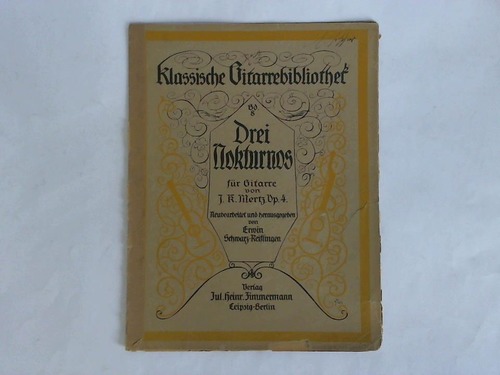 Klassische Gitarrebibliothek
No 8
Drei
Nokturnos
für Gitarre
von
J. K. Mertz, Op. 4.
Neubearbeitet und herausgegeben
von
Erwin
Schwarz-Reiflingen
Verlag
Jul. Heinr. Zimmermann
Leipzig-Berlin